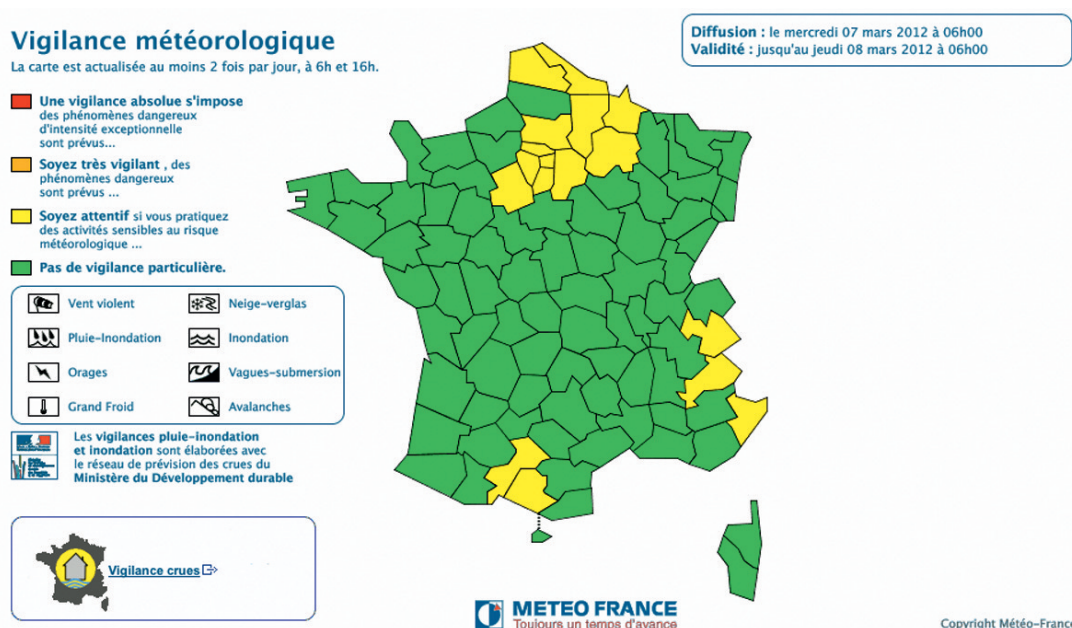 Vigilance météorologique
La carte est actualisée au moins 2 fois par jour, à 6h et 16h.
Diffusion : le mercredi 07 mars 2012 à 06h00
Validité : jusqu'au jeudi 08 mars 2012 à 06h00
Une vigilance absolue s'impose
des phénomènes dangereux
d'intensité exceptionnelle
sont prévus...
Soyez très vigilant , des
phénomènes dangereux
sont prévus ...
Soyez attentif si vous pratiquez
des activités sensibles au risque
météorologique ...
Pas de vigilance particulière.
Vent violent
Neige-verglas
Pluie-Inondation
Inondation
Orages
Vagues-submersion
Grand Froid
Avalanches
Les vigilances pluie-inondation
et inondation sont élaborées avec
le réseau de prévision des crues du
Ministère du Développement durable
Vigilance crues
METEO FRANCE
Toujours un temps d'avance
Copyright Météo-France